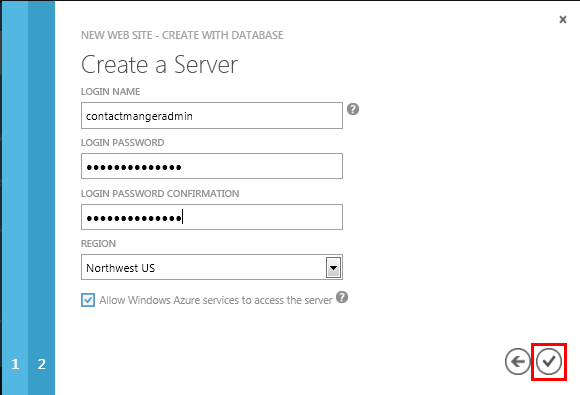 NEW WEB SITE - CREATE WITH DATABASE
Create a Server
LOGIN NAME
contactmangeradmin
?
LOGIN PASSWORD
••••••••••••••
LOGIN PASSWORD CONFIRMATION
••••••••••••••
REGION
Northwest US
Allow Windows Azure services to access the server ?
1 2